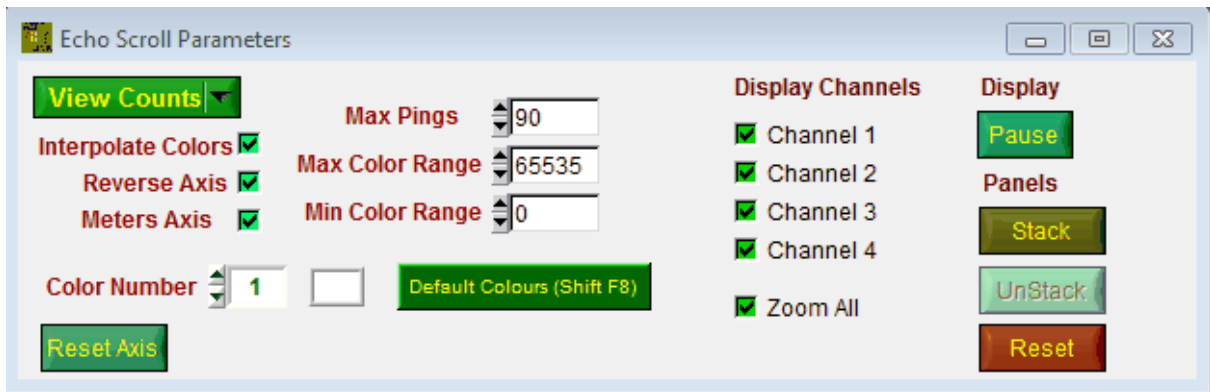 Echo Scroll Parameters
View Counts
Interpolate Colors
Reverse Axis
Meters Axis
Max Pings 90
Max Color Range 65535
Min Color Range 0
Color Number 1
Default Colours (Shift F8)
Reset Axis
Display Channels
Channel 1
Channel 2
Channel 3
Channel 4
Zoom All
Display
Pause
Panels
Stack
UnStack
Reset